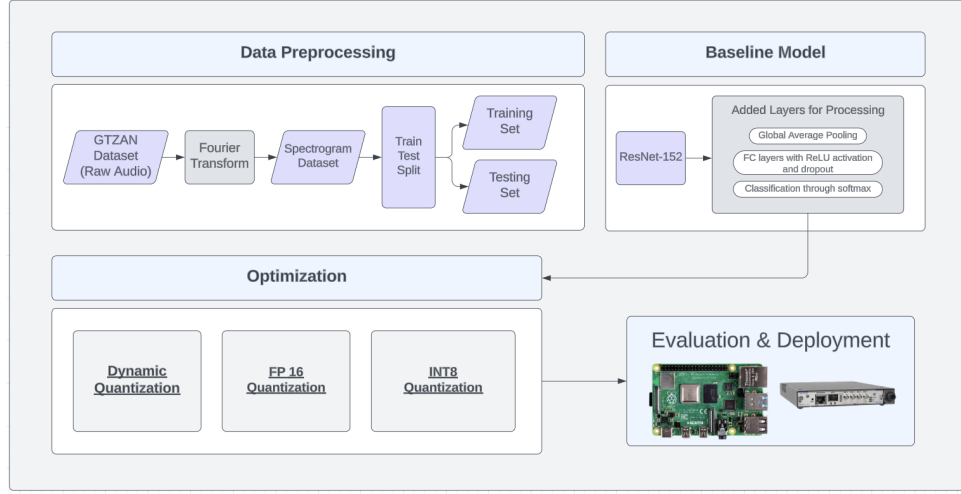 Data Preprocessing
Baseline Model
GTZAN
Dataset
(Raw Audio)
Fourier
Transform
Spectrogram
Dataset
Train
Test
Split
Training
Set
Testing
Set
ResNet-152
Added Layers for Processing
Global Average Pooling
FC layers with ReLU activation
and dropout
Classification through softmax
Optimization
Dynamic
Quantization
FP 16
Quantization
INT8
Quantization
Evaluation & Deployment